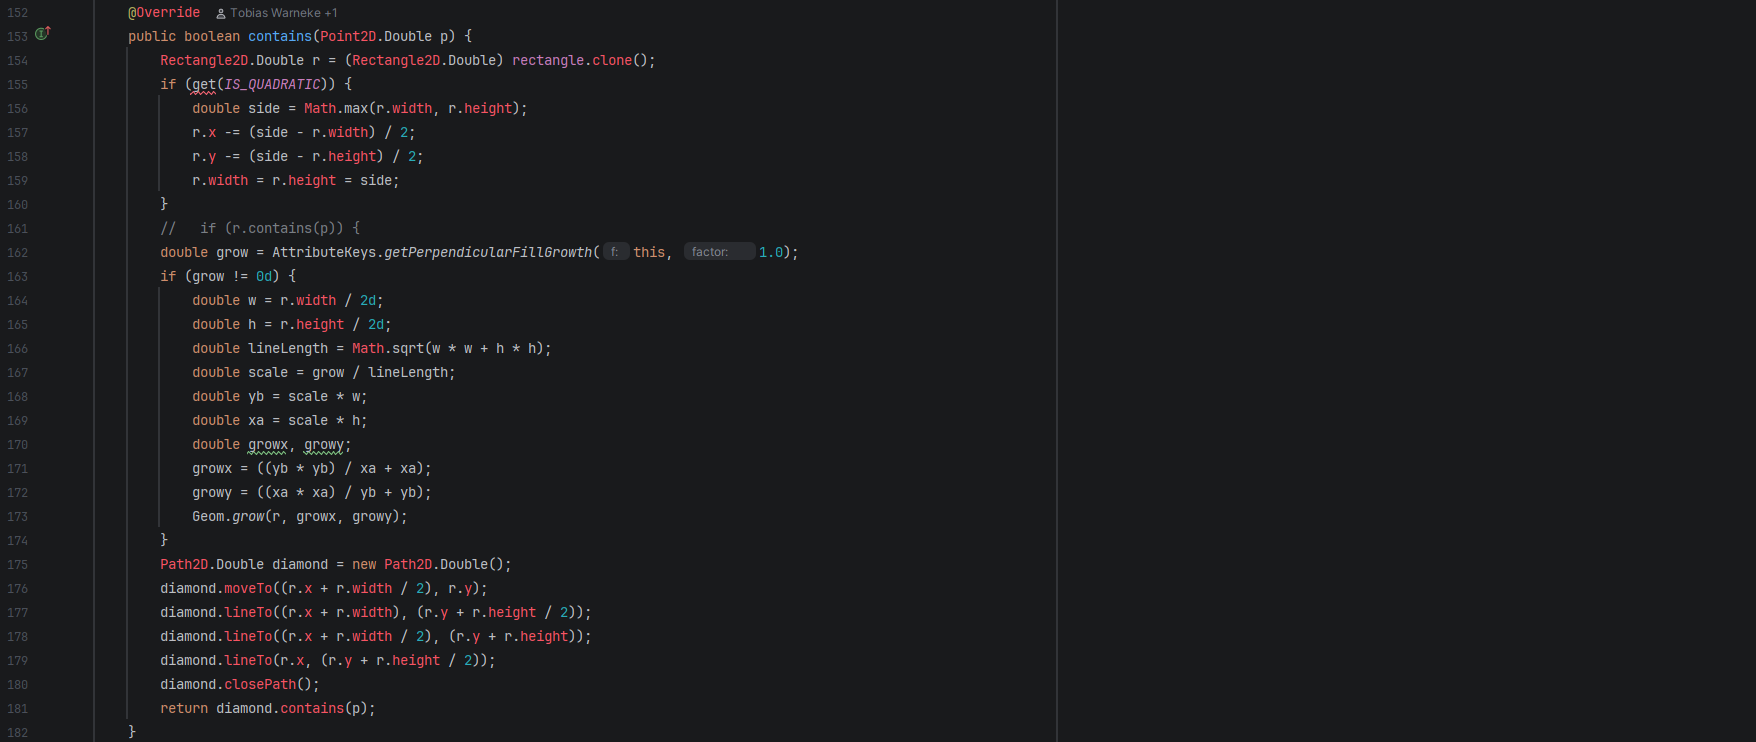 152 @Override Tobias Warneke +1
153 public boolean contains(Point2D.Double p) {
154 Rectangle2D.Double r = (Rectangle2D.Double) rectangle.clone();
155 if (get(IS_QUADRATIC)) {
156 double side = Math.max(r.width, r.height);
157 r.x -= (side - r.width) / 2;
158 r.y -= (side - r.height) / 2;
159 r.width = r.height = side;
160 }
161 //   if (r.contains(p)) {
162 double grow = AttributeKeys.getPerpendicularFillGrowth( f: this, factor: 1.0);
163 if (grow != 0d) {
164 double w = r.width / 2d;
165 double h = r.height / 2d;
166 double lineLength = Math.sqrt(w * w + h * h);
167 double scale = grow / lineLength;
168 double yb = scale * w;
169 double xa = scale * h;
170 double growx, growy;
171 growx = ((yb * yb) / xa + xa);
172 growy = ((xa * xa) / yb + yb);
173 Geom.grow(r, growx, growy);
174 }
175 Path2D.Double diamond = new Path2D.Double();
176 diamond.moveTo((r.x + r.width / 2), r.y);
177 diamond.lineTo((r.x + r.width), (r.y + r.height / 2));
178 diamond.lineTo((r.x + r.width / 2), (r.y + r.height));
179 diamond.lineTo(r.x, (r.y + r.height / 2));
180 diamond.closePath();
181 return diamond.contains(p);
182 }